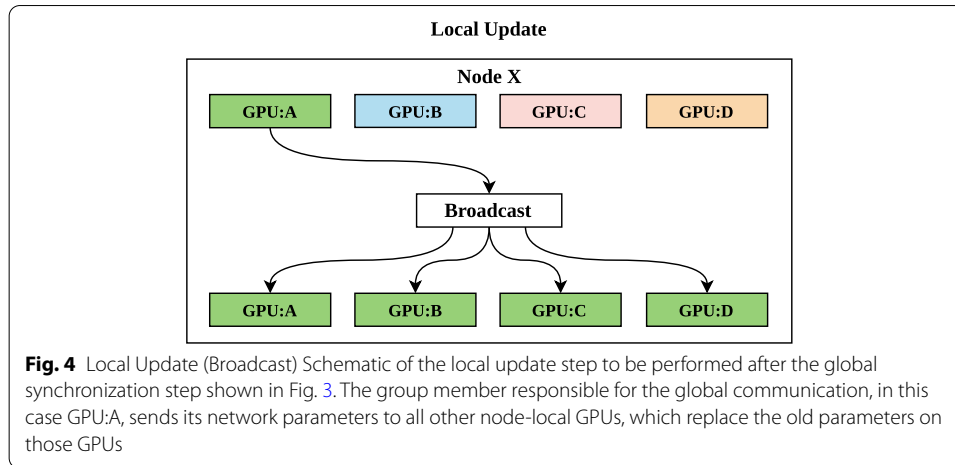 Local Update
Node X
GPU:A GPU:B GPU:C GPU:D
Broadcast
GPU:A GPU:B GPU:C GPU:D
Fig. 4 Local Update (Broadcast) Schematic of the local update step to be performed after the global
synchronization step shown in Fig. 3. The group member responsible for the global communication, in this
case GPU:A, sends its network parameters to all other node-local GPUs, which replace the old parameters on
those GPUs